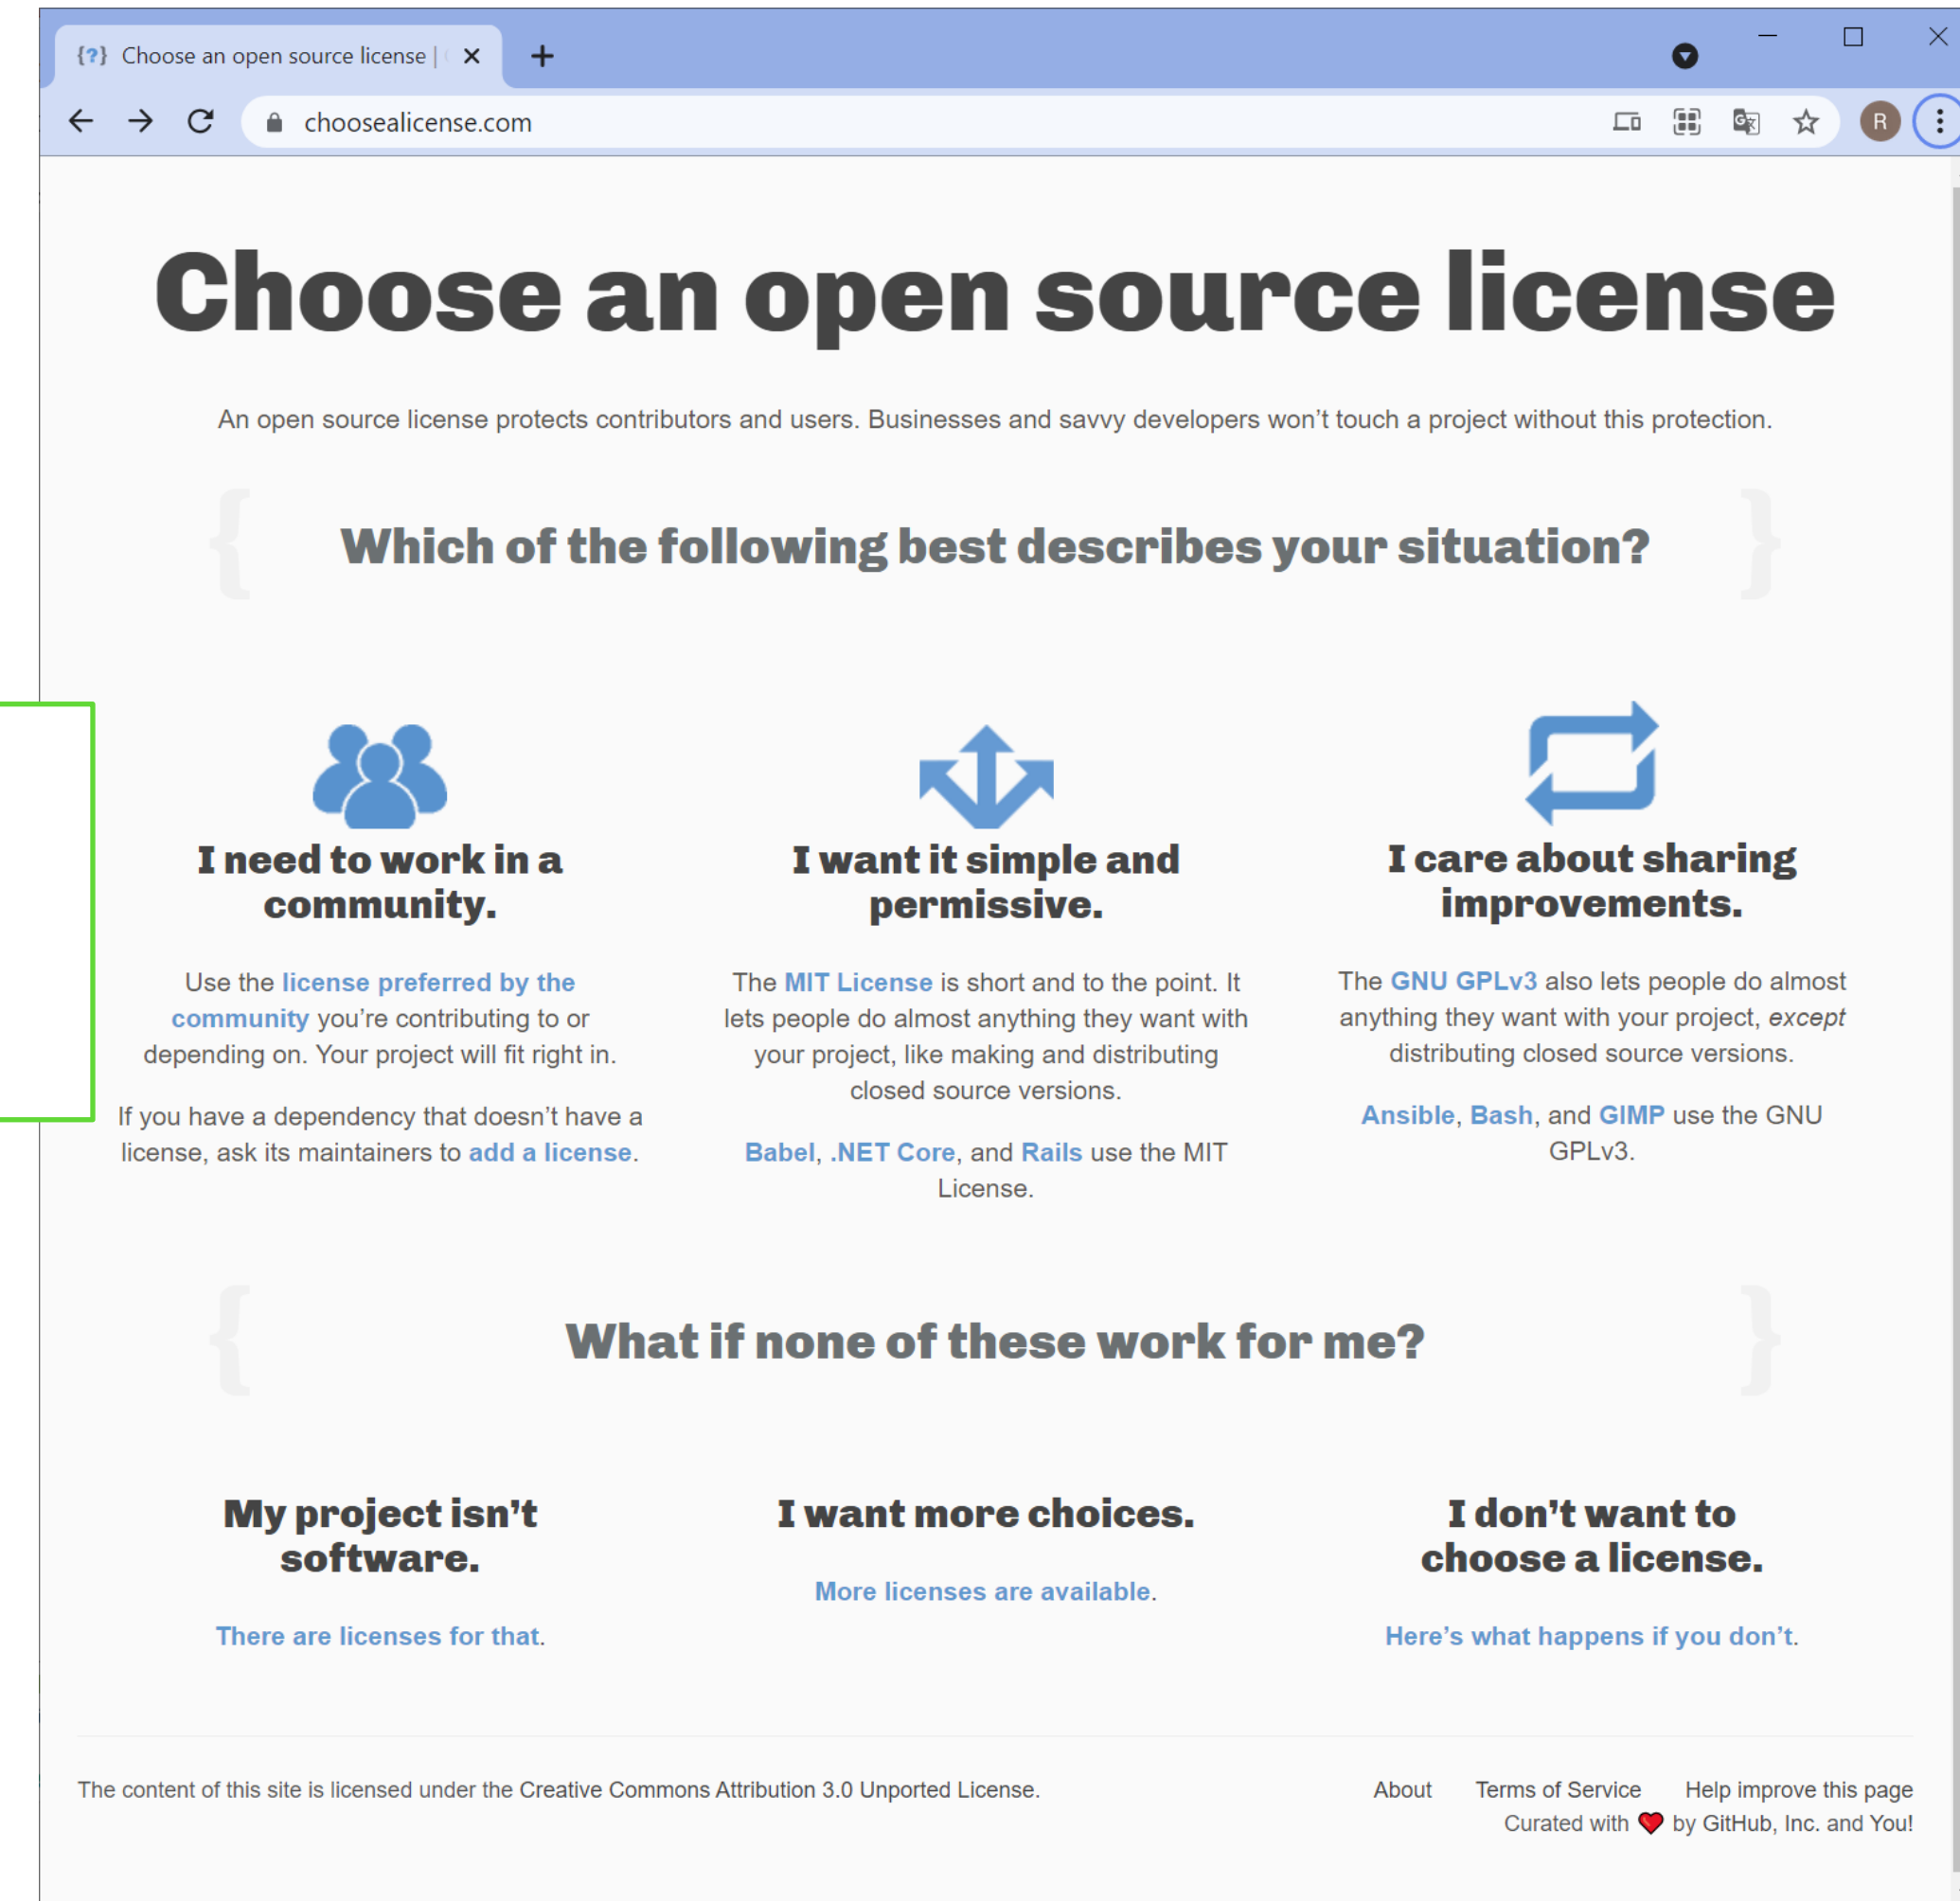 {?} Choose an open source license |
choosealicense.com
R
Choose an open source license
An open source license protects contributors and users. Businesses and savvy developers won’t touch a project without this protection.
{ Which of the following best describes your situation? }
I need to work in a
community.
Use the license preferred by the
community you’re contributing to or
depending on. Your project will fit right in.
If you have a dependency that doesn’t have a
license, ask its maintainers to add a license.
I want it simple and
permissive.
The MIT License is short and to the point. It
lets people do almost anything they want with
your project, like making and distributing
closed source versions.
Babel, .NET Core, and Rails use the MIT
License.
I care about sharing
improvements.
The GNU GPLv3 also lets people do almost
anything they want with your project, except
distributing closed source versions.
Ansible, Bash, and GIMP use the GNU
GPLv3.
{ What if none of these work for me? }
My project isn’t
software.
There are licenses for that.
I want more choices.
More licenses are available.
I don’t want to
choose a license.
Here’s what happens if you don’t.
The content of this site is licensed under the Creative Commons Attribution 3.0 Unported License.
About Terms of Service Help improve this page
Curated with ❤️ by GitHub, Inc. and You!